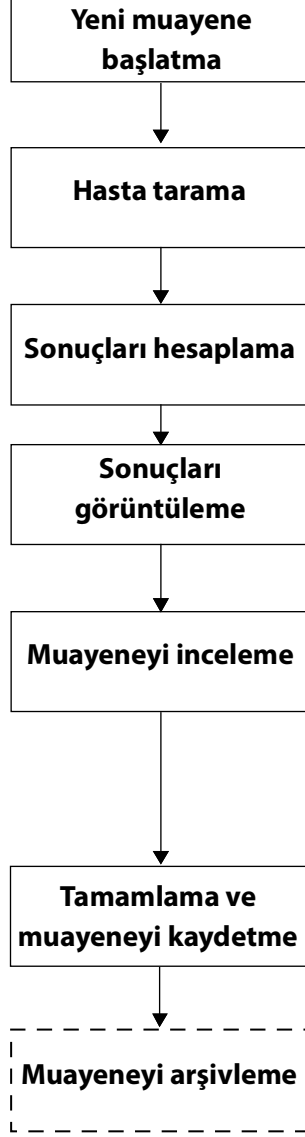 Yeni muayene
başlatma
Hasta tarama
Sonuçları hesaplama
Sonuçları
görüntüleme
Muayeneyi inceleme
Tamamlama ve
muayeneyi kaydetme
Muayeneyi arşivleme